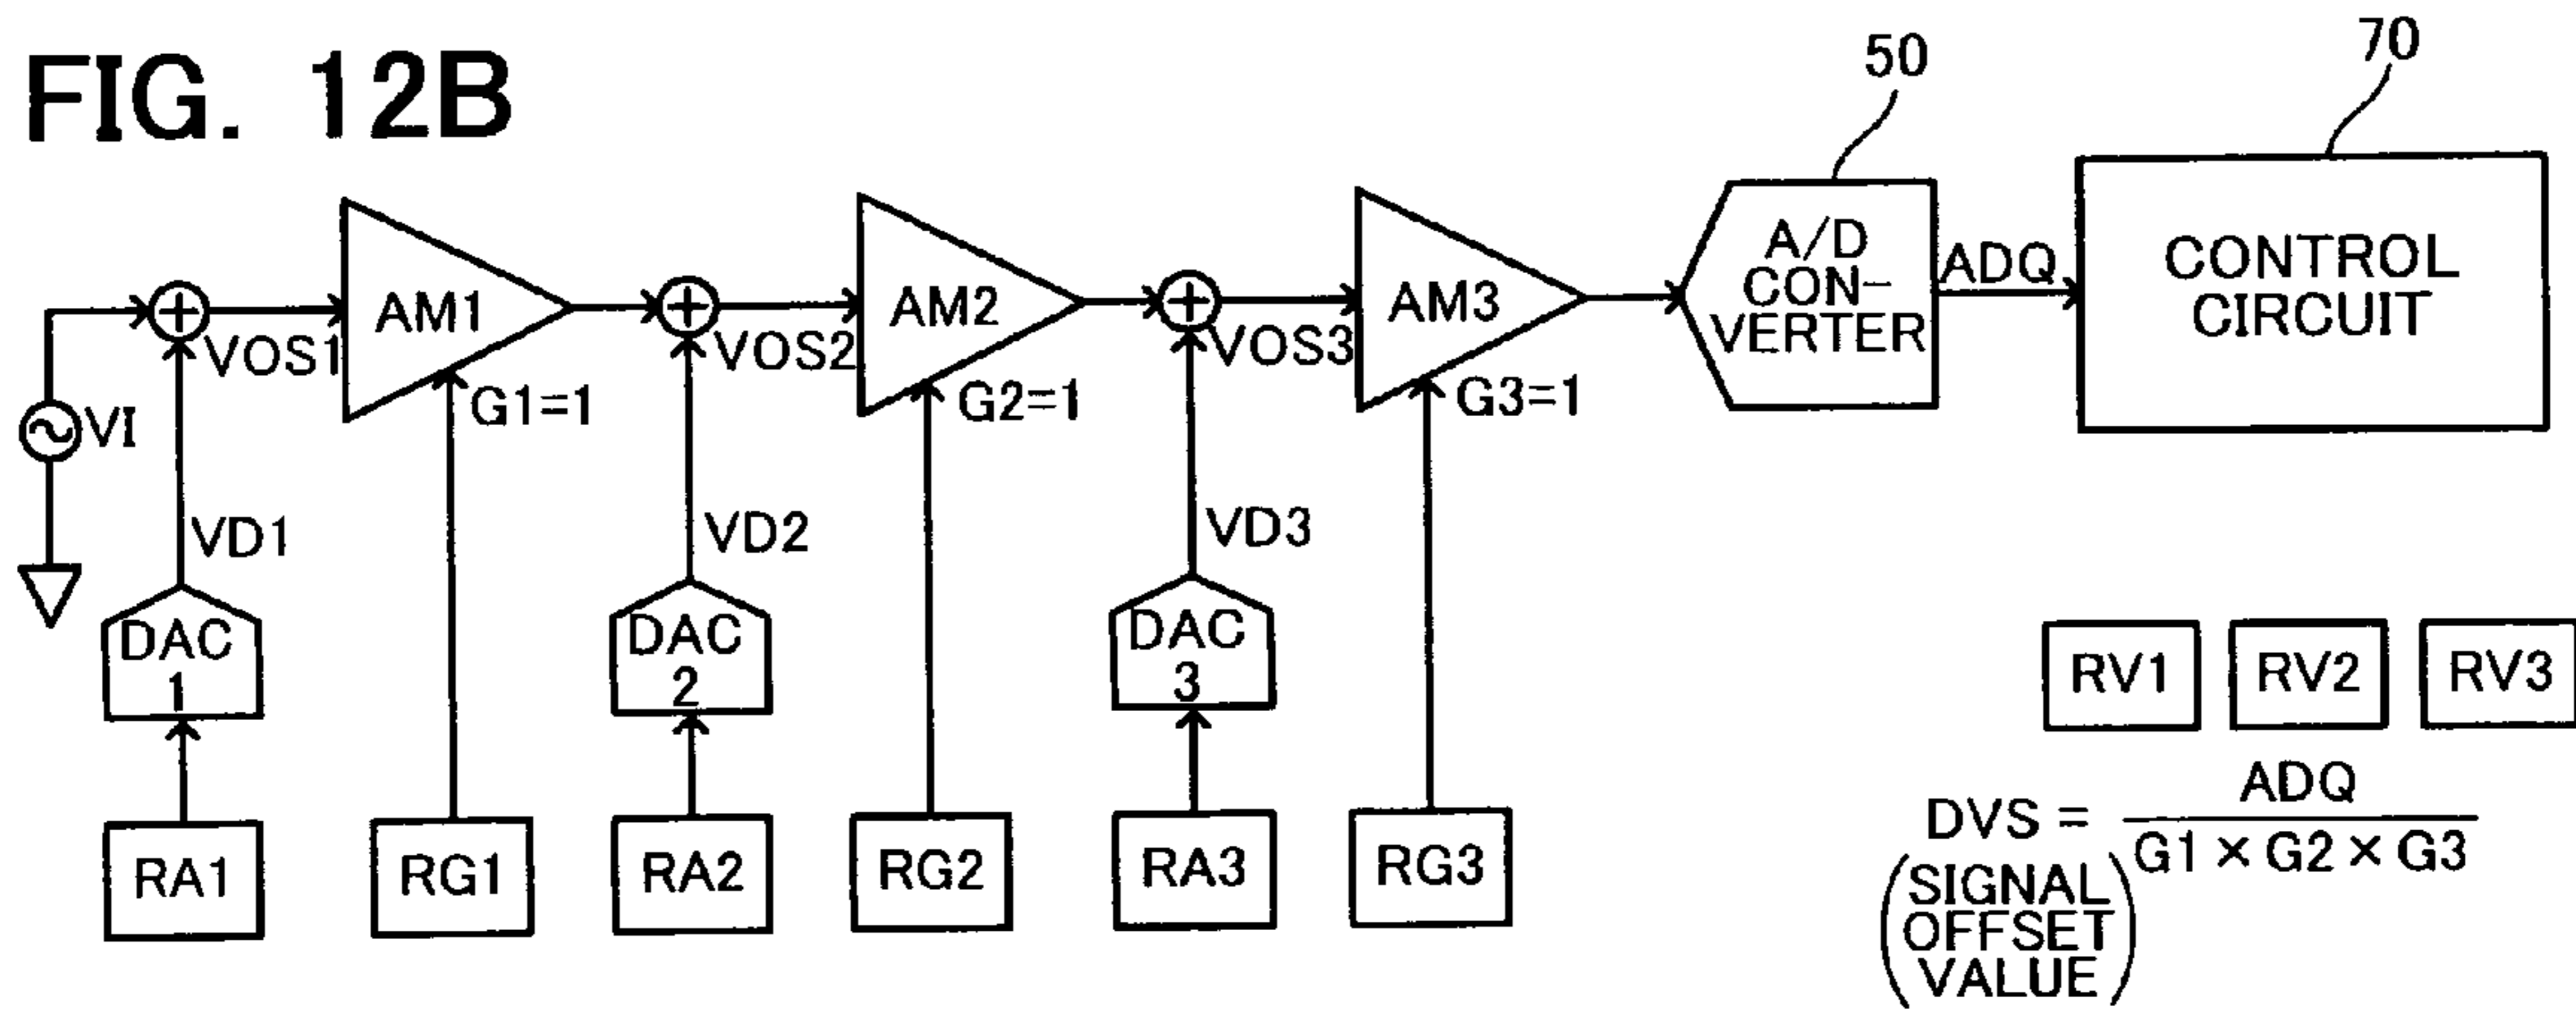 FIG. 12B
50
70
A/D
CON-
VERTER
ADQ
CONTROL
CIRCUIT
AM1
AM2
AM3
VOS1
VOS2
VOS3
G1=1
G2=1
G3=1
VI
VD1
VD2
VD3
DAC
1
DAC
2
DAC
3
RV1
RV2
RV3
RA1
RG1
RA2
RG2
RA3
RG3
DVS = ADQ
G1 × G2 × G3
(SIGNAL
OFFSET
VALUE)